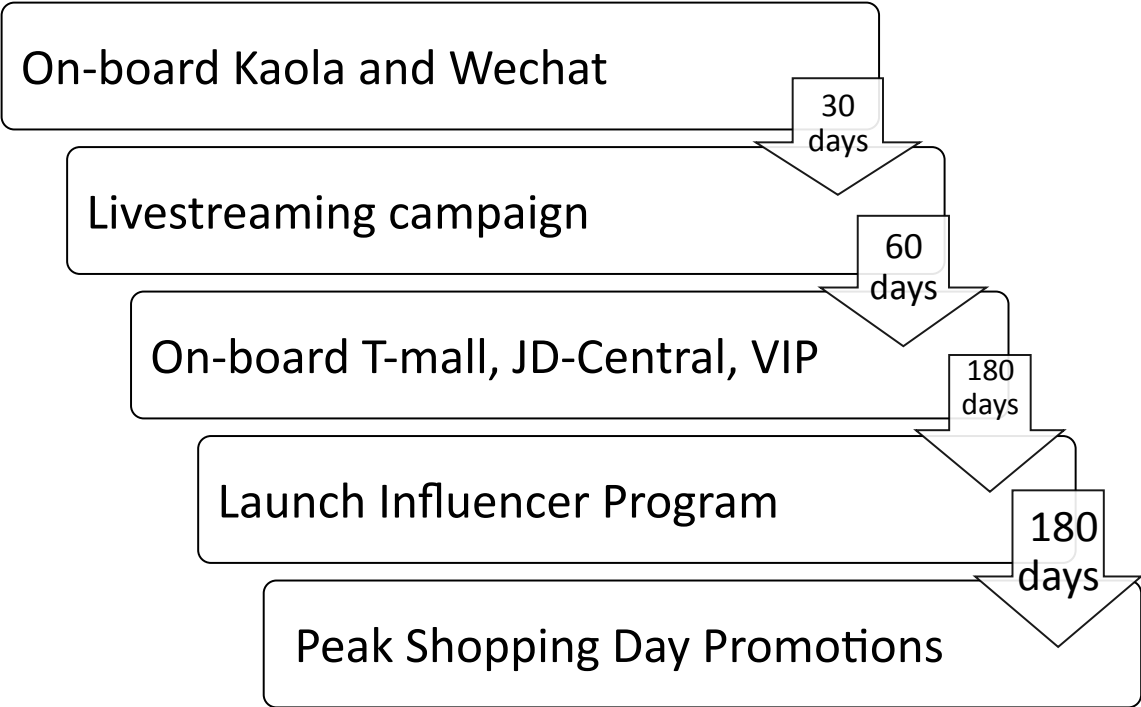 On-board Kaola and Wechat
30
days
Livestreaming campaign
60
days
On-board T-mall, JD-Central, VIP
180
days
Launch Influencer Program
180
days
Peak Shopping Day Promotions